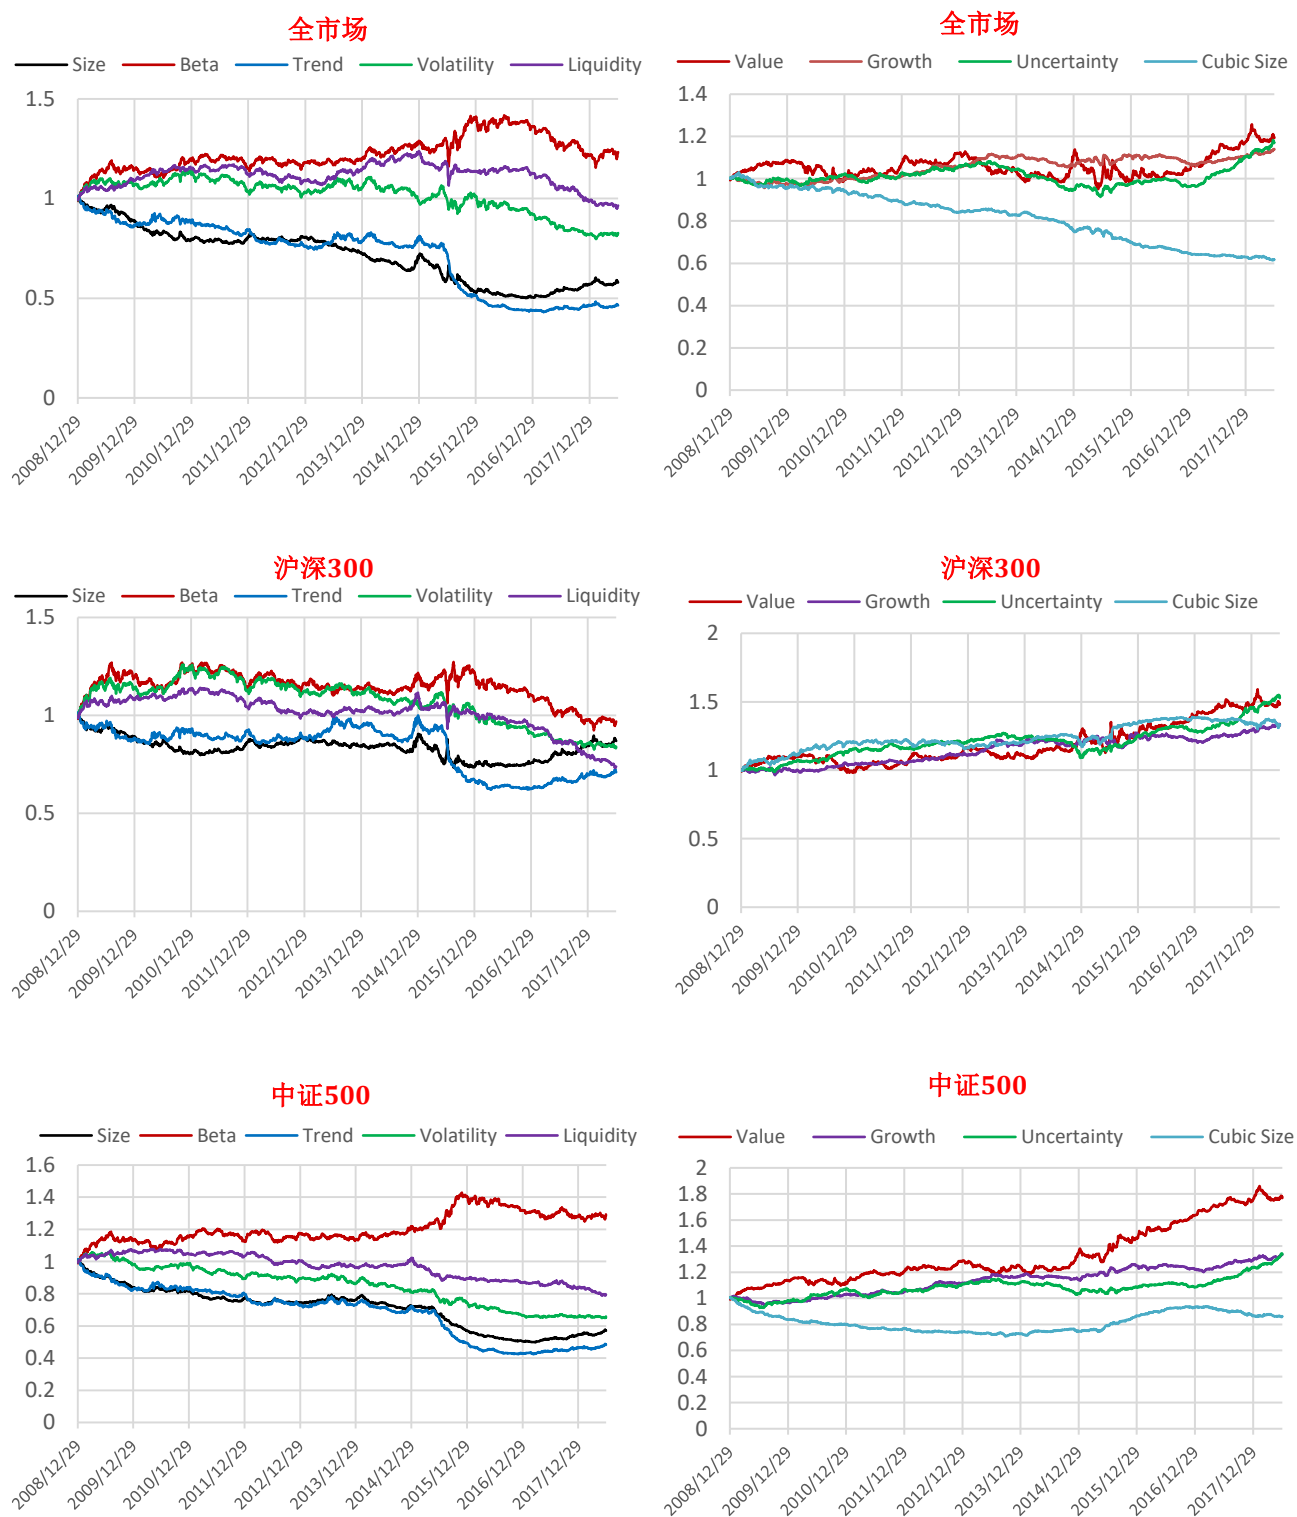 全市场
Size Beta Trend Volatility Liquidity
1.5
1
0.5
0
2008/12/29 2009/12/29 2010/12/29 2011/12/29 2012/12/29 2013/12/29 2014/12/29 2015/12/29 2016/12/29 2017/12/29
全市场
Value Growth Uncertainty Cubic Size
1.4
1.2
1
0.8
0.6
0.4
0.2
0
2008/12/29 2009/12/29 2010/12/29 2011/12/29 2012/12/29 2013/12/29 2014/12/29 2015/12/29 2016/12/29 2017/12/29
沪深300
Size Beta Trend Volatility Liquidity
1.5
1
0.5
0
2008/12/29 2009/12/29 2010/12/29 2011/12/29 2012/12/29 2013/12/29 2014/12/29 2015/12/29 2016/12/29 2017/12/29
沪深300
Value Growth Uncertainty Cubic Size
2
1.5
1
0.5
0
2008/12/29 2009/12/29 2010/12/29 2011/12/29 2012/12/29 2013/12/29 2014/12/29 2015/12/29 2016/12/29 2017/12/29
中证500
Size Beta Trend Volatility Liquidity
1.6
1.4
1.2
1
0.8
0.6
0.4
0.2
0
2008/12/29 2009/12/29 2010/12/29 2011/12/29 2012/12/29 2013/12/29 2014/12/29 2015/12/29 2016/12/29 2017/12/29
中证500
Value Growth Uncertainty Cubic Size
2
1.8
1.6
1.4
1.2
1
0.8
0.6
0.4
0.2
0
2008/12/29 2009/12/29 2010/12/29 2011/12/29 2012/12/29 2013/12/29 2014/12/29 2015/12/29 2016/12/29 2017/12/29